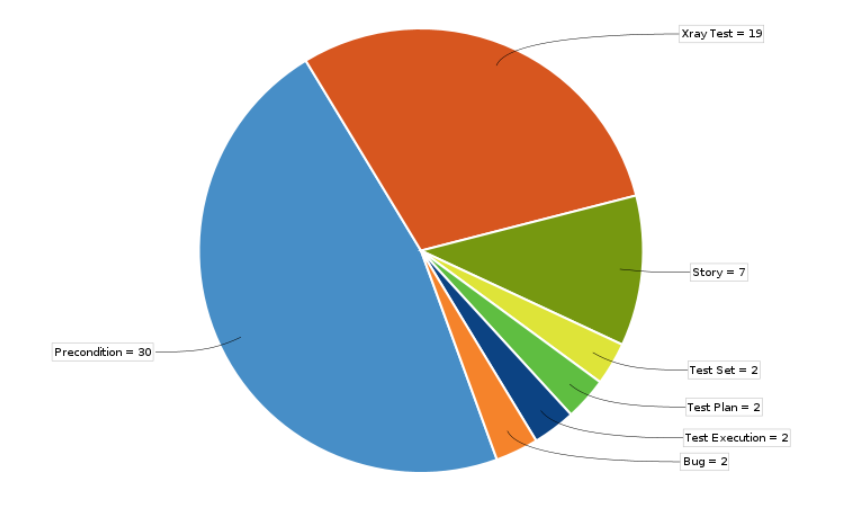 Xray Test = 19
Story = 7
Precondition = 30
Test Set = 2
Test Plan = 2
Test Execution = 2
Bug = 2